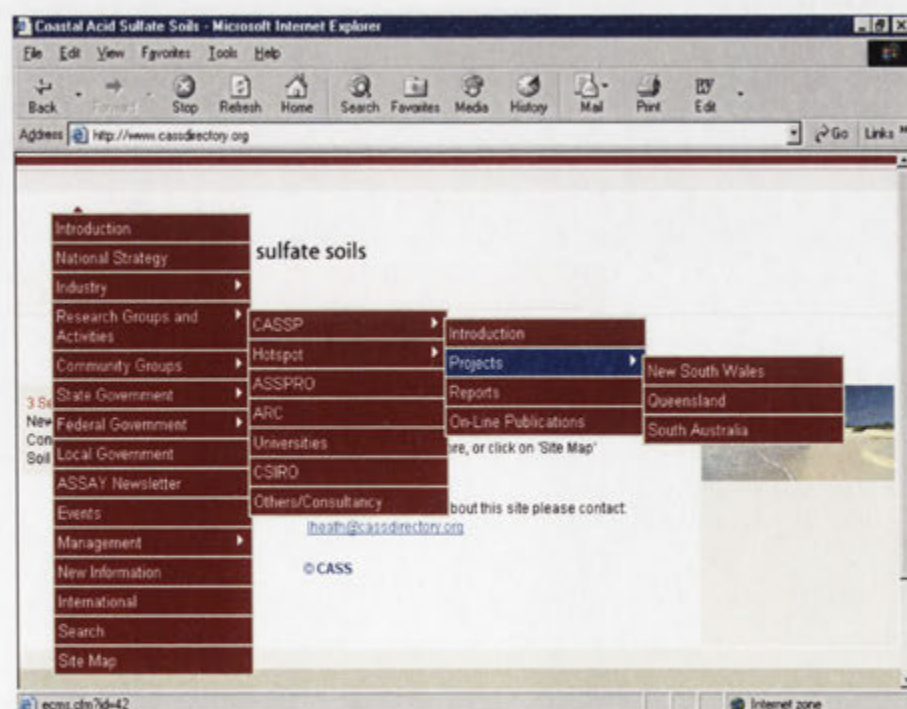 Coastal Acid Sulfate Soils - Microsoft Internet Explorer
File Edit View Favorites Tools Help
Back Forward Stop Refresh Home Search Favorites Media History Mail Print Edit
Address http://www.cassdirectory.org Go Links »
sulfate soils
Introduction
National Strategy
Industry
Research Groups and
Activities
Community Groups
State Government
Federal Government
Local Government
ASSAY Newsletter
Events
Management
New Information
International
Search
Site Map
CASSP
Hotspot
ASSPRO
ARC
Universities
CSIRO
Others/Consultancy
Introduction
Projects
Reports
On-Line Publications
New South Wales
Queensland
South Australia
3 Se
New
Con
Soil
re, or click on 'Site Map'
bout this site please contact
lheath@cassdirectory.org
© CASS
ecms.cfm?id=42 Internet zone